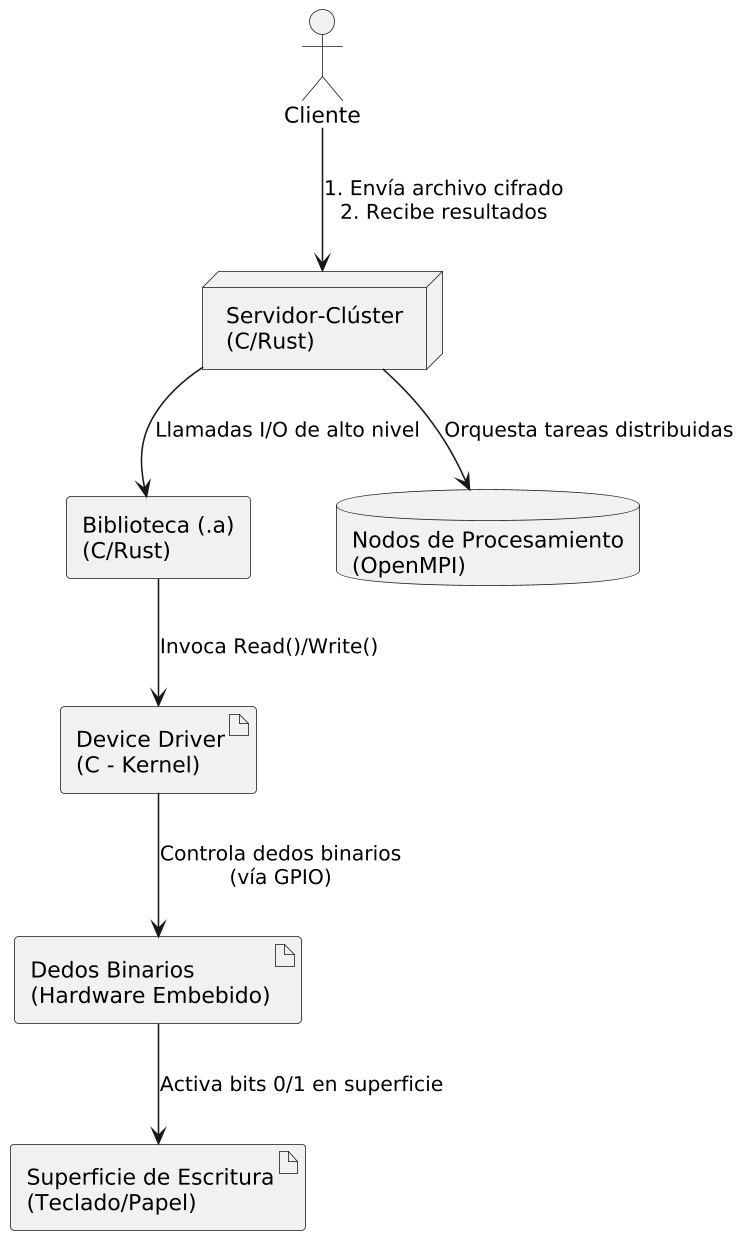 Cliente
1. Envía archivo cifrado
2. Recibe resultados
Servidor-Clúster
(C/Rust)
Llamadas I/O de alto nivel
Orquesta tareas distribuidas
Biblioteca (.a)
(C/Rust)
Nodos de Procesamiento
(OpenMPI)
Invoca Read()/Write()
Device Driver
(C - Kernel)
Controla dedos binarios
(vía GPIO)
Dedos Binarios
(Hardware Embebido)
Activa bits 0/1 en superficie
Superficie de Escritura
(Teclado/Papel)